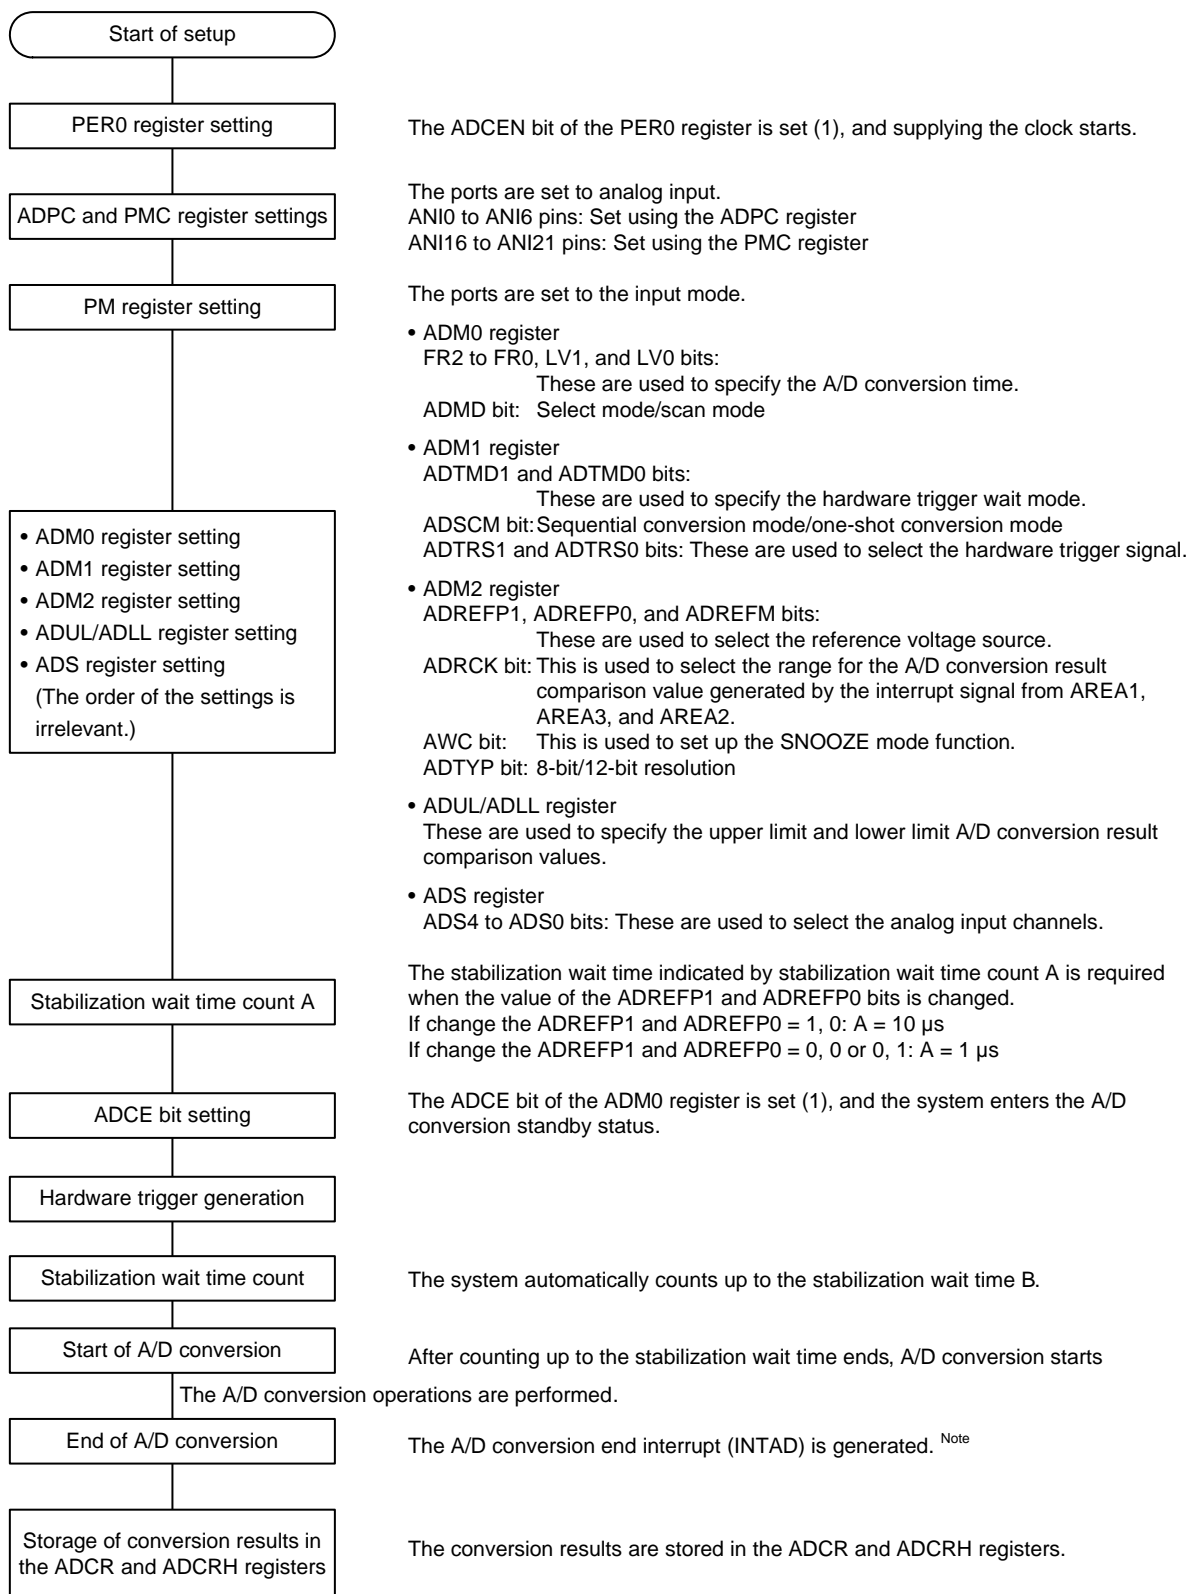 Start of setup
PER0 register setting
The ADCEN bit of the PER0 register is set (1), and supplying the clock starts.
ADPC and PMC register settings
The ports are set to analog input.
ANI0 to ANI6 pins: Set using the ADPC register
ANI16 to ANI21 pins: Set using the PMC register
PM register setting
The ports are set to the input mode.
• ADM0 register setting
• ADM1 register setting
• ADM2 register setting
• ADUL/ADLL register setting
• ADS register setting
(The order of the settings is
irrelevant.)
• ADM0 register
FR2 to FR0, LV1, and LV0 bits:
These are used to specify the A/D conversion time.
ADMD bit: Select mode/scan mode
• ADM1 register
ADTMD1 and ADTMD0 bits:
These are used to specify the hardware trigger wait mode.
ADSCM bit: Sequential conversion mode/one-shot conversion mode
ADTRS1 and ADTRS0 bits: These are used to select the hardware trigger signal.
• ADM2 register
ADREFP1, ADREFP0, and ADREFM bits:
These are used to select the reference voltage source.
ADRCK bit: This is used to select the range for the A/D conversion result
comparison value generated by the interrupt signal from AREA1,
AREA3, and AREA2.
AWC bit: This is used to set up the SNOOZE mode function.
ADTYP bit: 8-bit/12-bit resolution
• ADUL/ADLL register
These are used to specify the upper limit and lower limit A/D conversion result
comparison values.
• ADS register
ADS4 to ADS0 bits: These are used to select the analog input channels.
Stabilization wait time count A
The stabilization wait time indicated by stabilization wait time count A is required
when the value of the ADREFP1 and ADREFP0 bits is changed.
If change the ADREFP1 and ADREFP0 = 1, 0: A = 10 µs
If change the ADREFP1 and ADREFP0 = 0, 0 or 0, 1: A = 1 µs
ADCE bit setting
The ADCE bit of the ADM0 register is set (1), and the system enters the A/D
conversion standby status.
Hardware trigger generation
Stabilization wait time count
The system automatically counts up to the stabilization wait time B.
Start of A/D conversion
After counting up to the stabilization wait time ends, A/D conversion starts
The A/D conversion operations are performed.
End of A/D conversion
The A/D conversion end interrupt (INTAD) is generated. Note
Storage of conversion results in
the ADCR and ADCRH registers
The conversion results are stored in the ADCR and ADCRH registers.